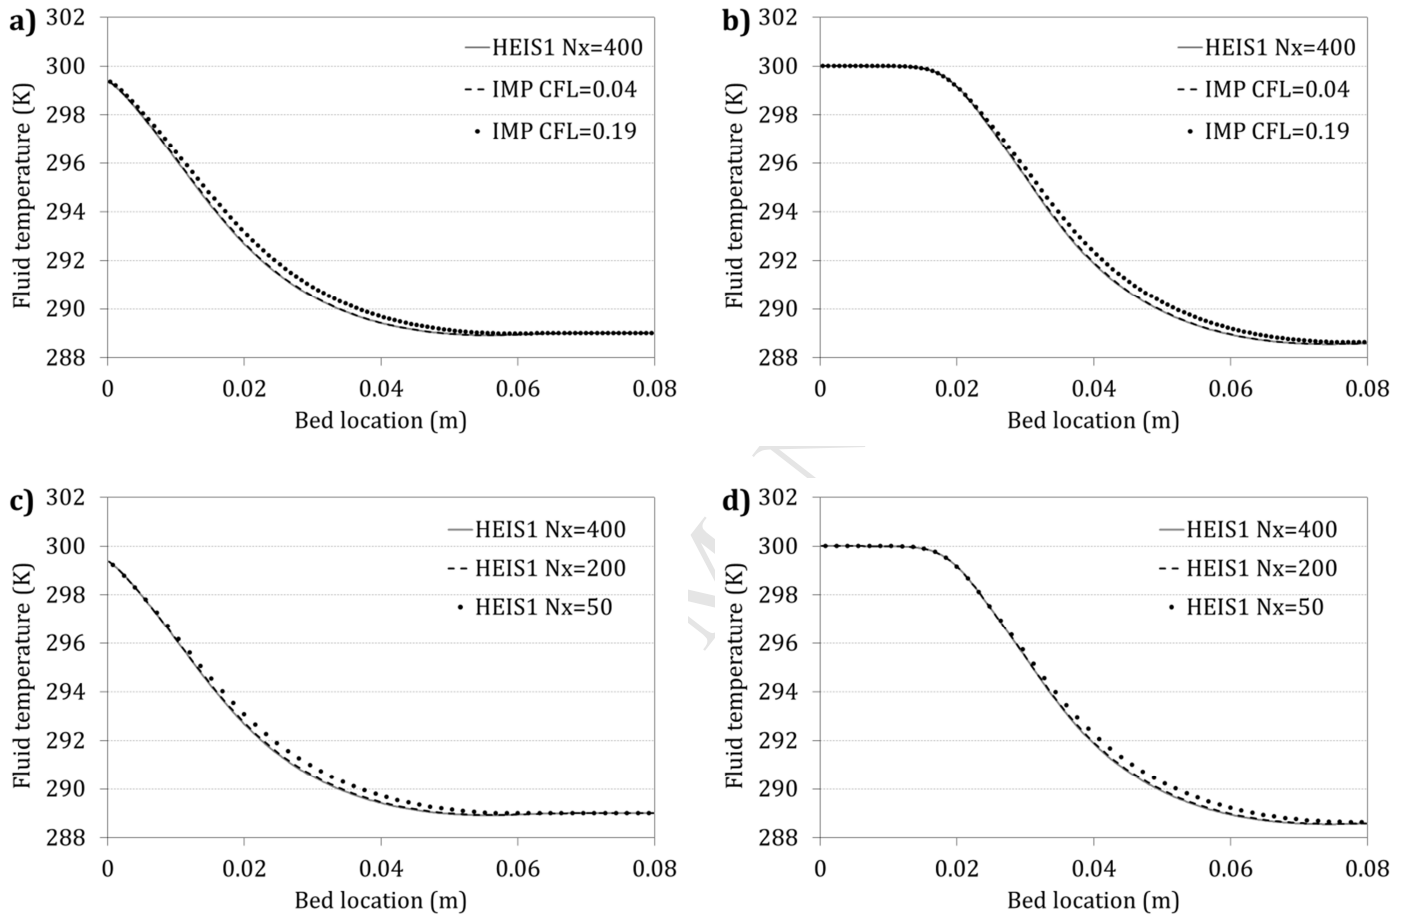 a)
302
300
298
296
294
292
290
288
0
0.02
0.04
0.06
0.08
Fluid temperature (K)
Bed location (m)
HEIS1 Nx=400
IMP CFL=0.04
IMP CFL=0.19
b)
302
300
298
296
294
292
290
288
0
0.02
0.04
0.06
0.08
Fluid temperature (K)
Bed location (m)
HEIS1 Nx=400
IMP CFL=0.04
IMP CFL=0.19
c)
302
300
298
296
294
292
290
288
0
0.02
0.04
0.06
0.08
Fluid temperature (K)
Bed location (m)
HEIS1 Nx=400
HEIS1 Nx=200
HEIS1 Nx=50
d)
302
300
298
296
294
292
290
288
0
0.02
0.04
0.06
0.08
Fluid temperature (K)
Bed location (m)
HEIS1 Nx=400
HEIS1 Nx=200
HEIS1 Nx=50